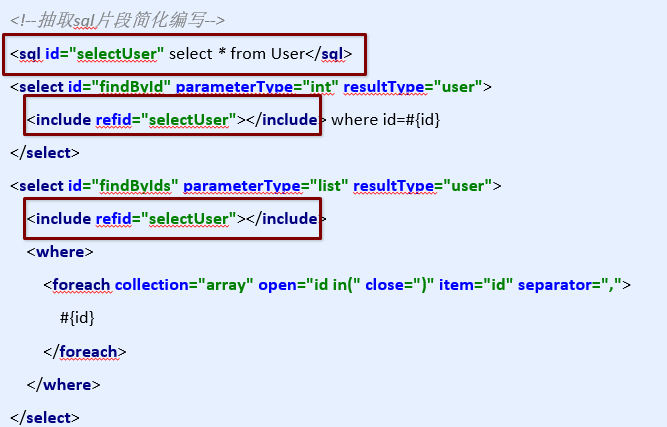 <!--抽取sql片段简化编写-->
<sql id="selectUser" select * from User</sql>
<select id="findById" parameterType="int" resultType="user">
<include refid="selectUser"></include> where id=#{id}
</select>
<select id="findByIds" parameterType="list" resultType="user">
<include refid="selectUser"></include>
<where>
<foreach collection="array" open="id in(" close=")" item="id" separator=",">
#{id}
</foreach>
</where>
</select>